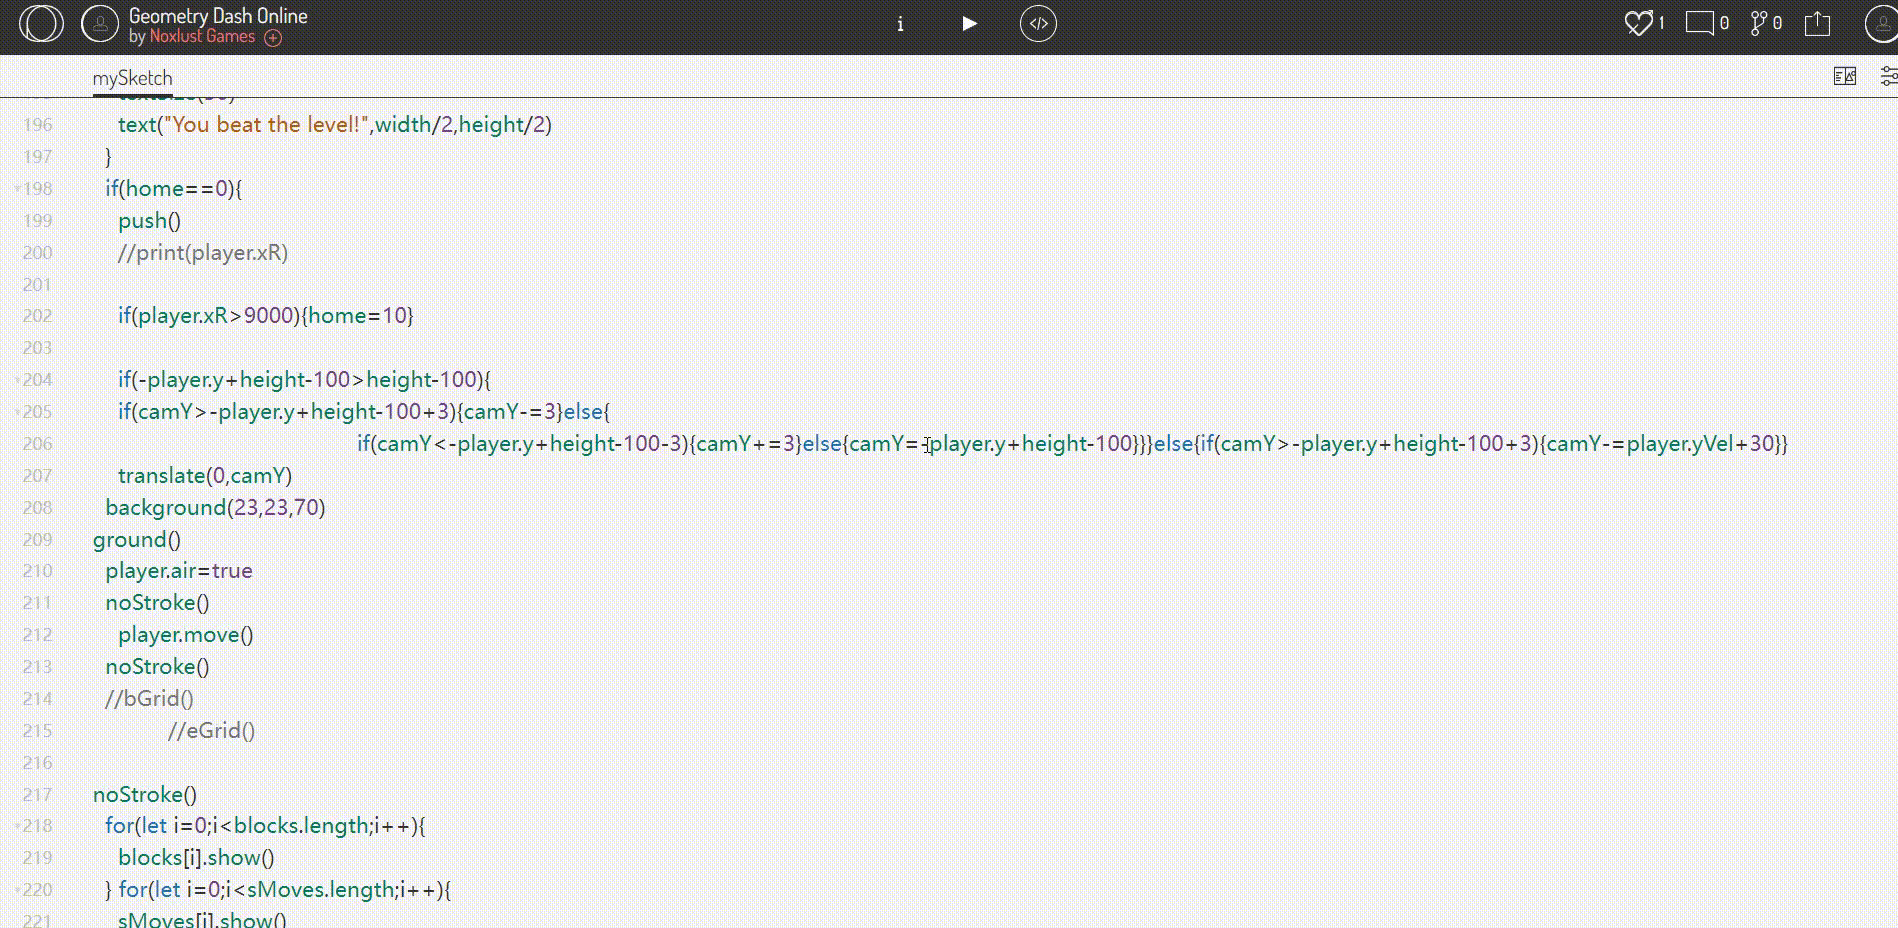 Geometry Dash Online
by Noxlust Games
i
</>
1
0
0
mySketch
196 text("You beat the level!",width/2,height/2)
197 }
198 if(home==0){
199 push()
200 //print(player.xR)
201
202 if(player.xR>9000){home=10}
203
204 if(-player.y+height-100>height-100){
205 if(camY>-player.y+height-100+3){camY-=3}else{
206 if(camY<-player.y+height-100-3){camY+=3}else{camY=-player.y+height-100}}}else{if(camY>-player.y+height-100+3){camY-=player.yVel+30}}
207 translate(0,camY)
208 background(23,23,70)
209 ground()
210 player.air=true
211 noStroke()
212 player.move()
213 noStroke()
214 //bGrid()
215 //eGrid()
216
217 noStroke()
218 for(let i=0;i<blocks.length;i++){
219 blocks[i].show()
220 } for(let i=0;i<sMoves.length;i++){
221 sMoves[i].show()